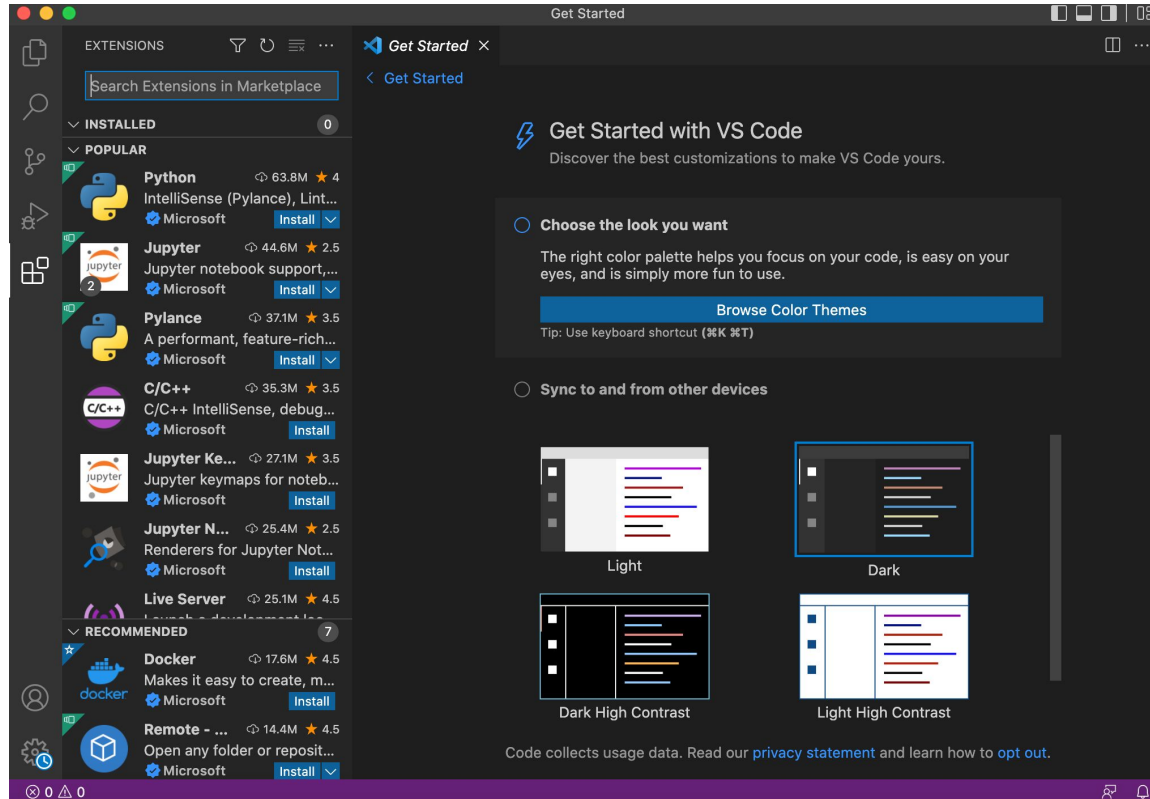 Get Started
EXTENSIONS
Search Extensions in Marketplace
INSTALLED 0
POPULAR
Python 63.8M ★ 4
IntelliSense (Pylance), Lint...
Microsoft Install
Jupyter 44.6M ★ 2.5
Jupyter notebook support,...
Microsoft Install
jupyter
2
Pylance 37.1M ★ 3.5
A performant, feature-rich...
Microsoft Install
C/C++ 35.3M ★ 3.5
C/C++ IntelliSense, debug...
Microsoft Install
C/C++
Jupyter Ke... 27.1M ★ 3.5
Jupyter keymaps for noteb...
Microsoft Install
jupyter
Jupyter N... 25.4M ★ 2.5
Renderers for Jupyter Not...
Microsoft Install
Live Server 25.1M ★ 4.5
RECOMMENDED 7
Docker 17.6M ★ 4.5
Makes it easy to create, m...
Microsoft Install
docker
Remote - ... 14.4M ★ 4.5
Open any folder or reposit...
Microsoft Install
0 0
Get Started
Get Started
Get Started with VS Code
Discover the best customizations to make VS Code yours.
Choose the look you want
The right color palette helps you focus on your code, is easy on your
eyes, and is simply more fun to use.
Browse Color Themes
Tip: Use keyboard shortcut (⌘K ⌘T)
Sync to and from other devices
Light
Dark
Dark High Contrast
Light High Contrast
Code collects usage data. Read our privacy statement and learn how to opt out.